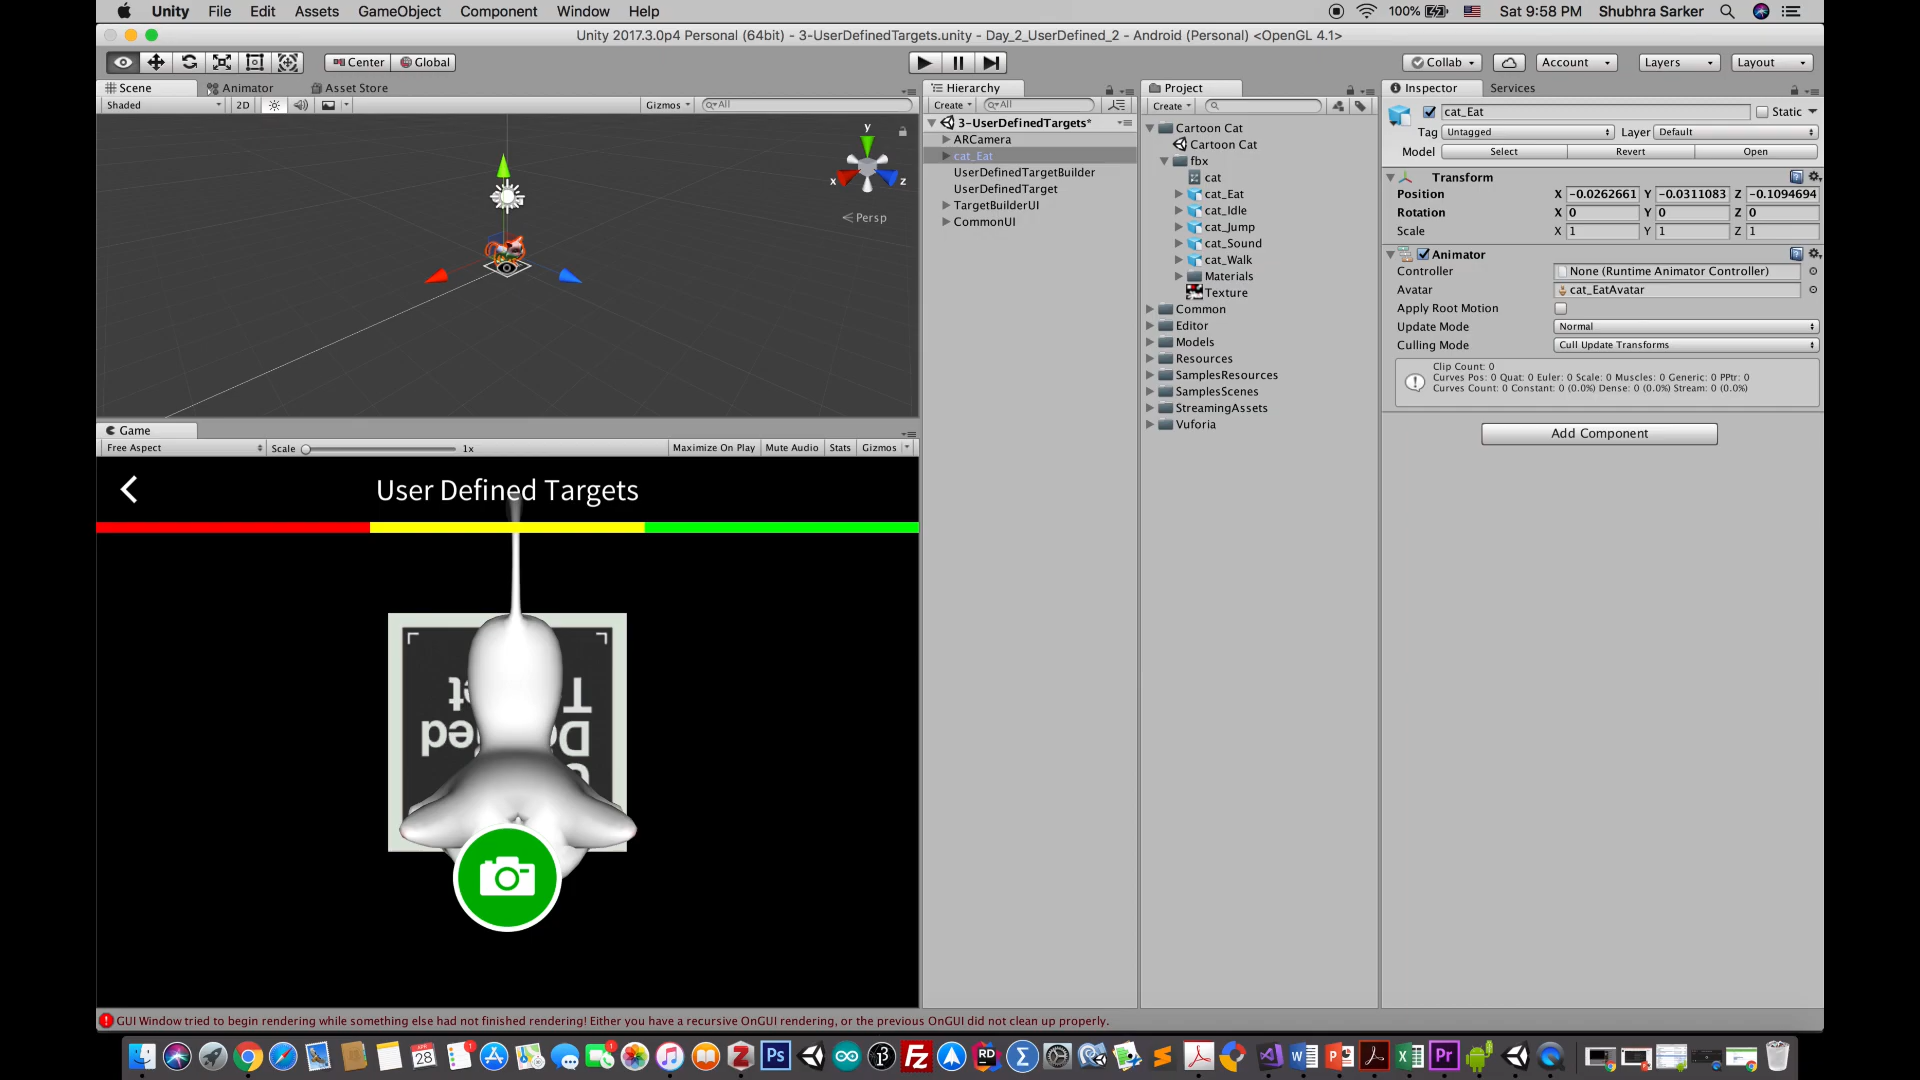 Unity File Edit Assets GameObject Component Window Help 100% Sat 9:58 PM Shubhra Sarker
Unity 2017.3.0p4 Personal (64bit) - 3-UserDefinedTargets.unity - Day_2_UserDefined_2 - Android (Personal) <OpenGL 4.1>
Center Global Collab Account Layers Layout
Scene Animator Asset Store
Shaded 2D Gizmos All
y
x z
Persp
Game
Free Aspect Scale 1x Maximize On Play Mute Audio Stats Gizmos
User Defined Targets
Hierarchy
Create All
3-UserDefinedTargets*
ARCamera
cat_Eat
UserDefinedTargetBuilder
UserDefinedTarget
TargetBuilderUI
CommonUI
Project
Create
Cartoon Cat
Cartoon Cat
fbx
cat
cat_Eat
cat_Idle
cat_Jump
cat_Sound
cat_Walk
Materials
Texture
Common
Editor
Models
Resources
SamplesResources
SamplesScenes
StreamingAssets
Vuforia
Inspector Services
cat_Eat Static
Tag Untagged Layer Default
Model Select Revert Open
Transform
Position X -0.0262661 Y -0.0311083 Z -0.1094694
Rotation X 0 Y 0 Z 0
Scale X 1 Y 1 Z 1
Animator
Controller None (Runtime Animator Controller)
Avatar cat_EatAvatar
Apply Root Motion
Update Mode Normal
Culling Mode Cull Update Transforms
Clip Count: 0
Curves Pos: 0 Quat: 0 Euler: 0 Scale: 0 Muscles: 0 Generic: 0 PPtr: 0
Curves Count: 0 Constant: 0 (0.0%) Dense: 0 (0.0%) Stream: 0 (0.0%)
Add Component
GUI Window tried to begin rendering while something else had not finished rendering! Either you have a recursive OnGUI rendering, or the previous OnGUI did not clean up properly.
APR
28
1
1
Z Ps Fz RD Σ S W P X Pr